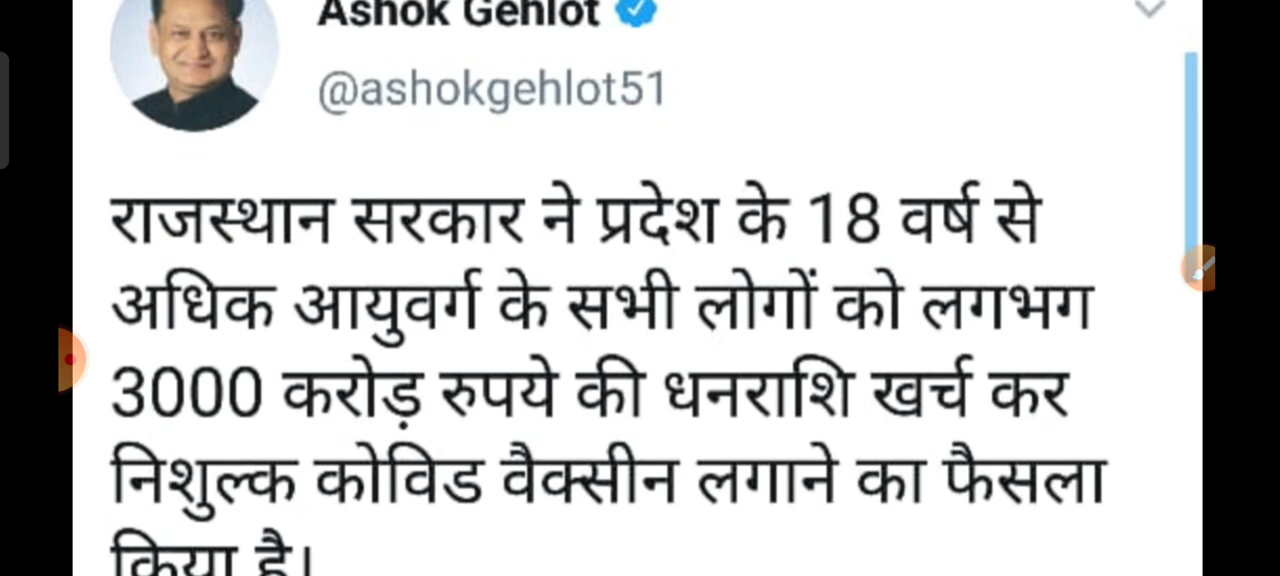 Ashok Gehlot
@ashokgehlot51
राजस्थान सरकार ने प्रदेश के 18 वर्ष से
अधिक आयुवर्ग के सभी लोगों को लगभग
3000 करोड़ रुपये की धनराशि खर्च कर
निशुल्क कोविड वैक्सीन लगाने का फैसला
किया है।